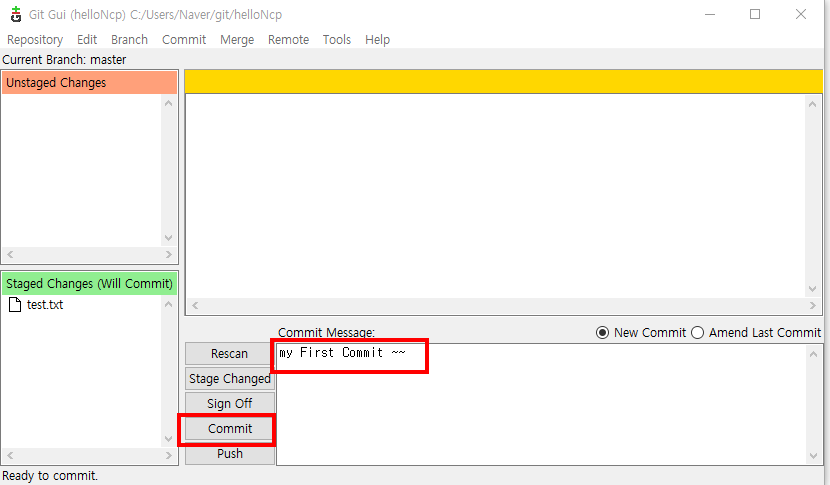 Git Gui (helloNcp) C:/Users/Naver/git/helloNcp
Repository Edit Branch Commit Merge Remote Tools Help
Current Branch: master
Unstaged Changes
Staged Changes (Will Commit)
test.txt
Commit Message:
New Commit Amend Last Commit
Rescan
my First Commit ~~
Stage Changed
Sign Off
Commit
Push
Ready to commit.